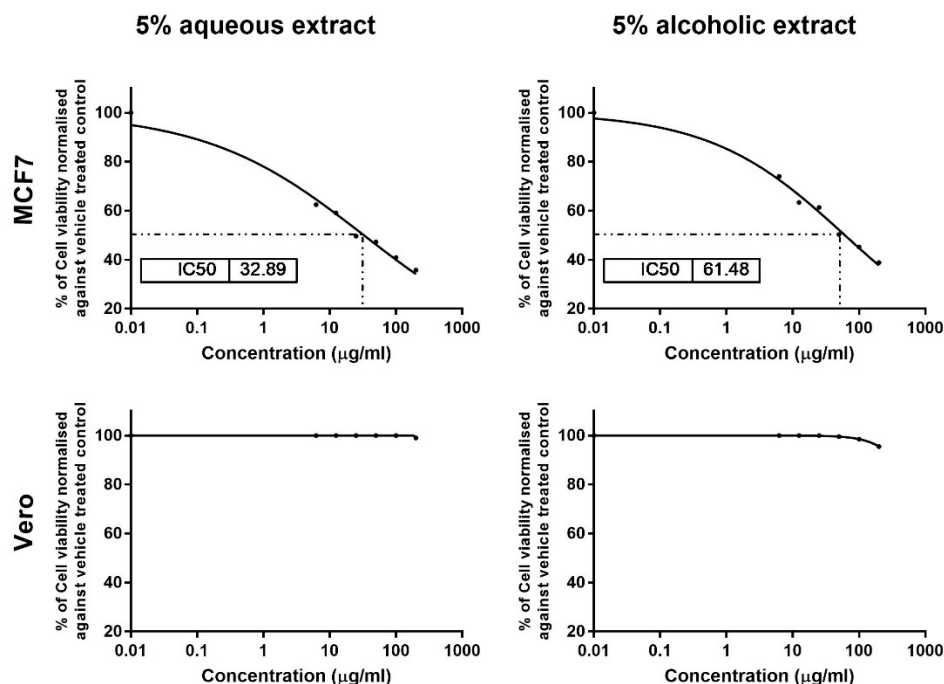 5% aqueous extract
5% alcoholic extract
MCF7
% of Cell viability normalised
against vehicle treated control
100
80
60
40
20
IC50 32.89
0.01 0.1 1 10 100 1000
Concentration (μg/ml)
% of Cell viability normalised
against vehicle treated control
100
80
60
40
20
IC50 61.48
0.01 0.1 1 10 100 1000
Concentration (μg/ml)
Vero
% of Cell viability normalised
against vehicle treated control
100
80
60
40
20
0.01 0.1 1 10 100 1000
Concentration (μg/ml)
% of Cell viability normalised
against vehicle treated control
100
80
60
40
20
0.01 0.1 1 10 100 1000
Concentration (μg/ml)